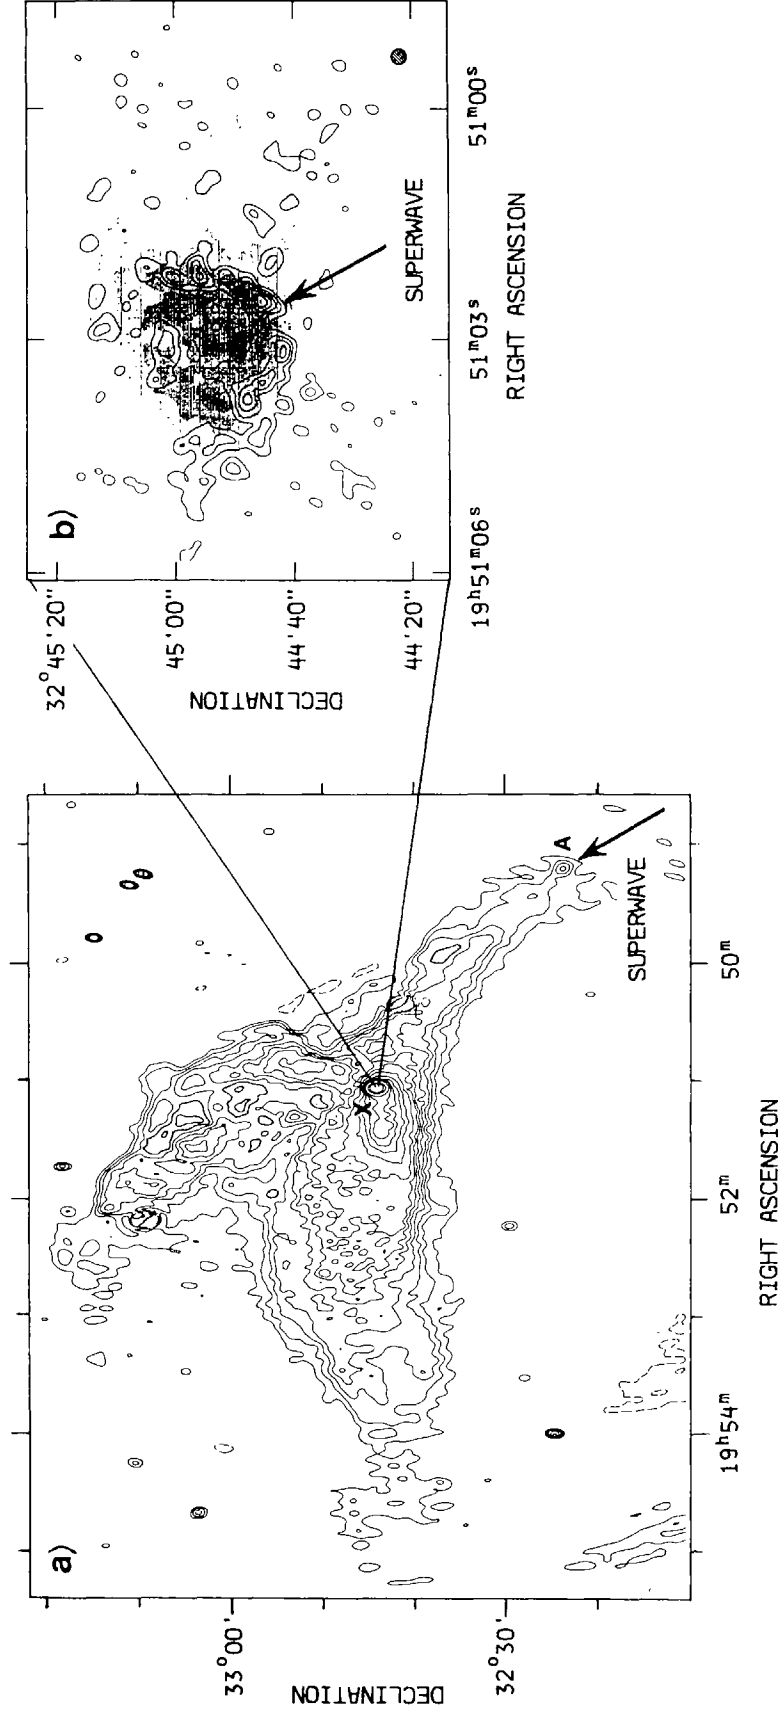 a)
DECLINATION
33°00'
32°30'
X
A
SUPERWAVE
19ʰ54ᵐ
52ᵐ
50ᵐ
RIGHT ASCENSION
b)
DECLINATION
32°45'20"
45'00"
44'40"
44'20"
SUPERWAVE
19ʰ51ᵐ06ˢ
51ᵐ03ˢ
51ᵐ00ˢ
RIGHT ASCENSION